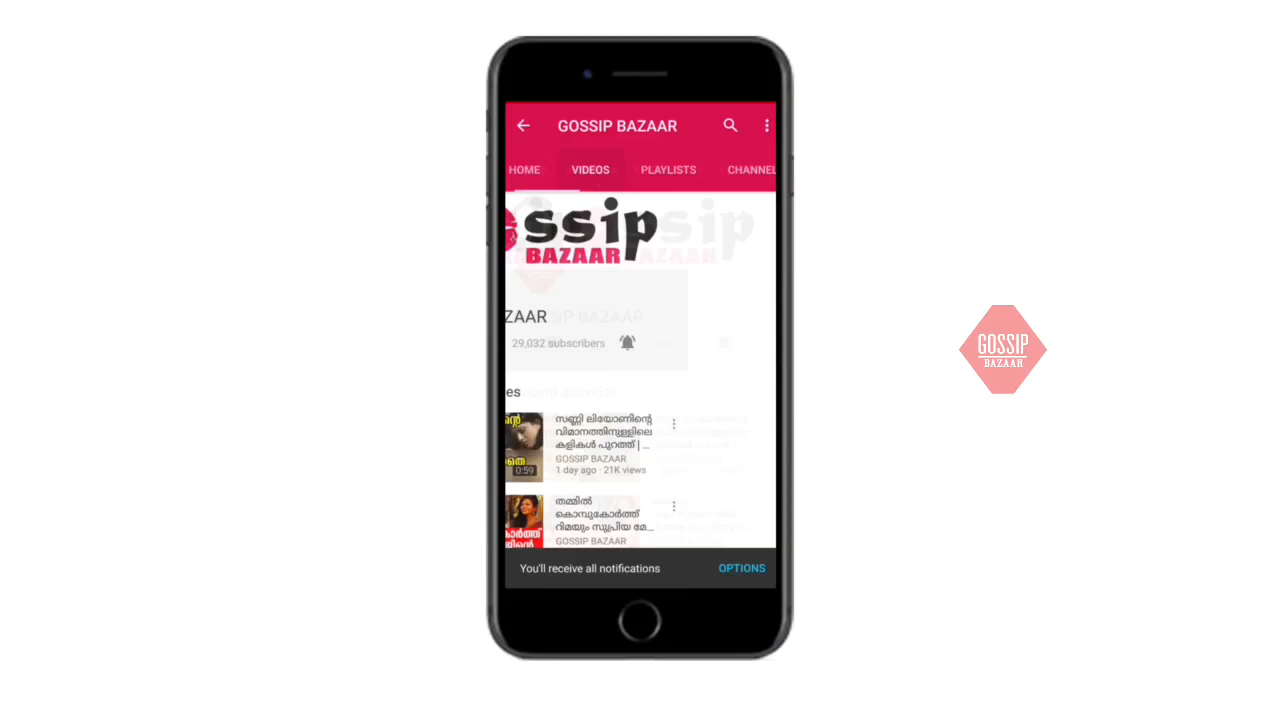 GOSSIP BAZAAR
HOME VIDEOS PLAYLISTS CHANNEL
ssip
BAZAAR
ZAAR
29,032 subscribers
es
സണ്ണി ലിയോണിന്റെ
വിമാനത്തിനുള്ളിലെ
കളികൾ പുറത്ത് | ...
GOSSIP BAZAAR
0:59
1 day ago · 21K views
തമ്മിൽ
കൊമ്പുകോർത്ത്
റിമയും സുപ്രിയ മേ...
GOSSIP BAZAAR
You'll receive all notifications OPTIONS
GOSSIP
BAZAAR